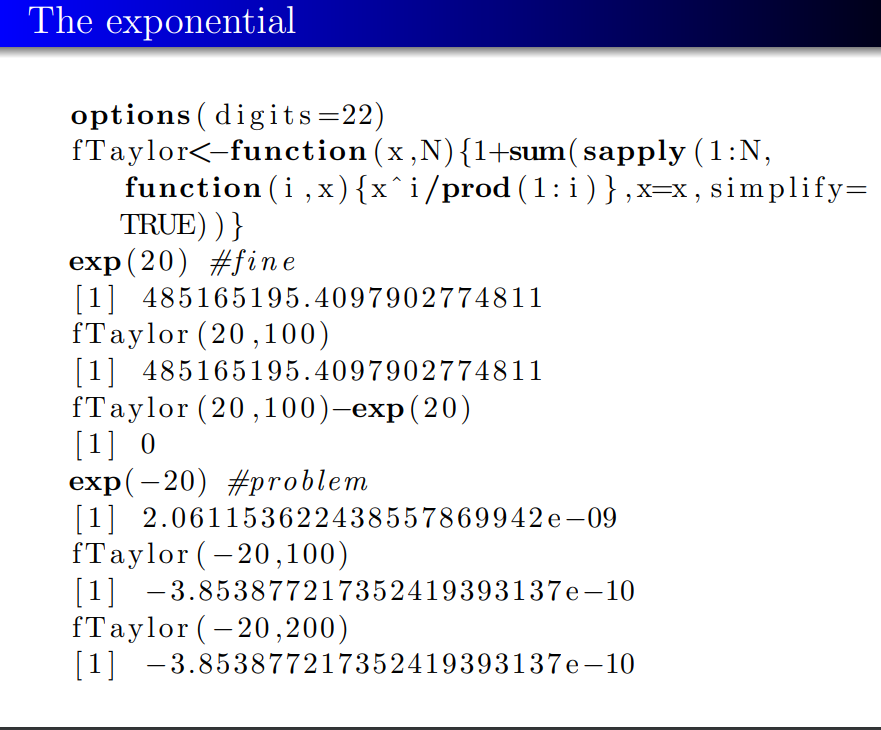 The exponential
options(digits=22)
fTaylor<-function(x,N){1+sum(sapply(1:N,
function(i,x){x^i/prod(1:i)},x=x,simplify=
TRUE))}
exp(20) #fine
[1] 485165195.4097902774811
fTaylor(20,100)
[1] 485165195.4097902774811
fTaylor(20,100)-exp(20)
[1] 0
exp(-20) #problem
[1] 2.061153622438557869942e-09
fTaylor(-20,100)
[1] -3.853877217352419393137e-10
fTaylor(-20,200)
[1] -3.853877217352419393137e-10